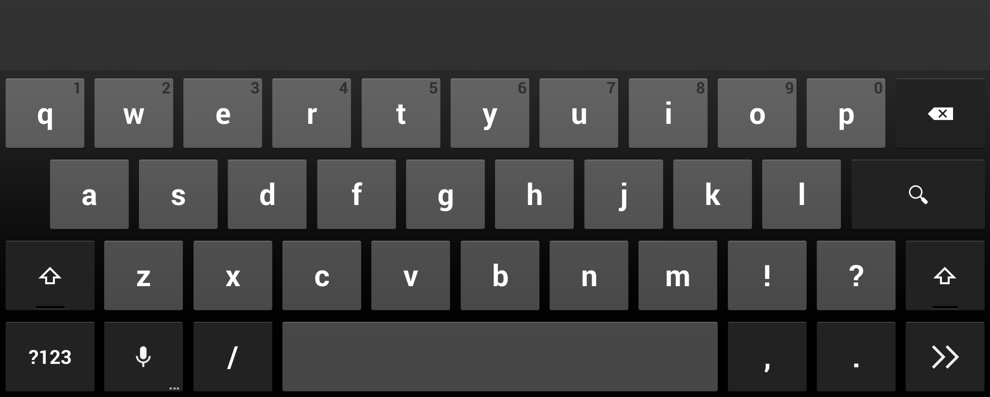 1 2 3 4 5 6 7 8 9 0
q w e r t y u i o p
a s d f g h j k l
z x c v b n m ! ?
?123 ... / , .